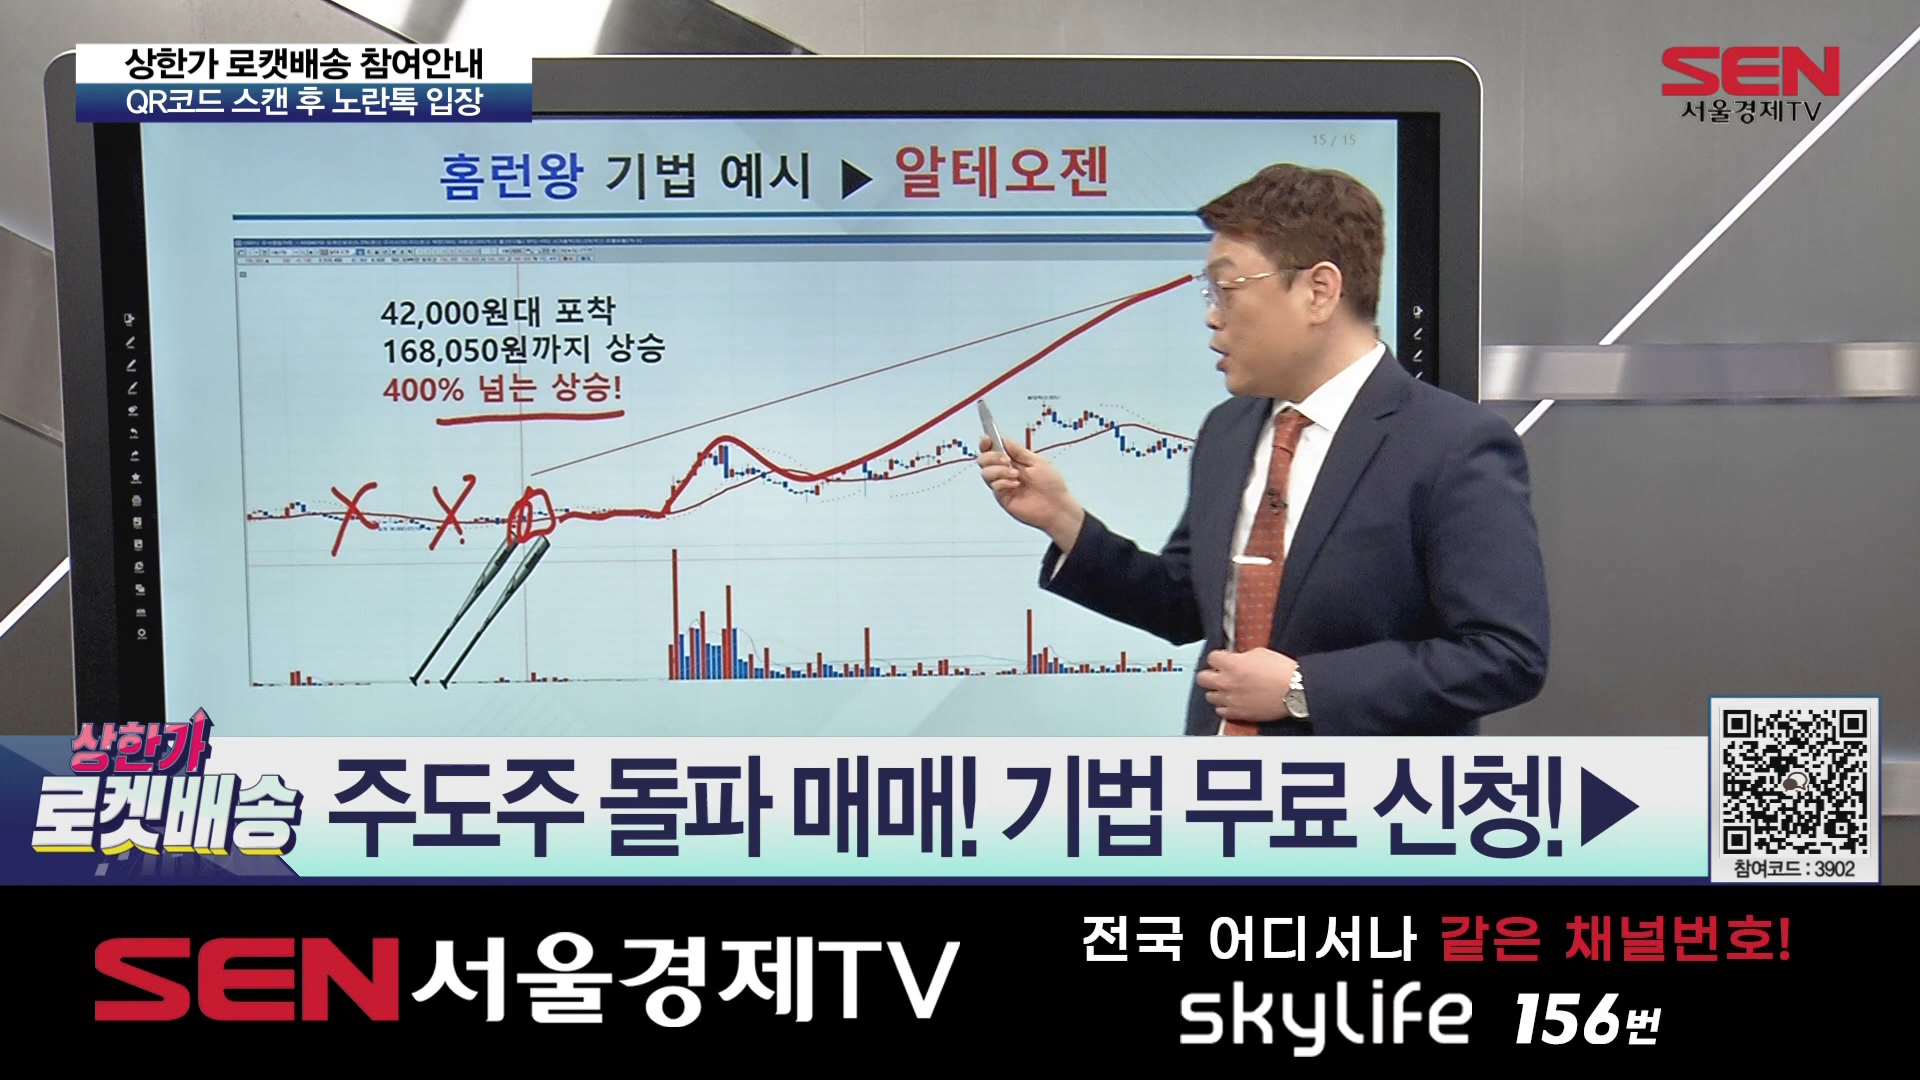 상한가 로캣배송 참여안내
QR코드 스캔 후 노란톡 입장
SEN
서울경제TV
15 / 15
홈런왕 기법 예시 ▶ 알테오젠
42,000원대 포착
168,050원까지 상승
400% 넘는 상승!
상한가
로켓배송
주도주 돌파 매매! 기법 무료 신청!▶
참여코드 : 3902
SEN 서울경제TV
전국 어디서나 같은 채널번호!
skylife 156번